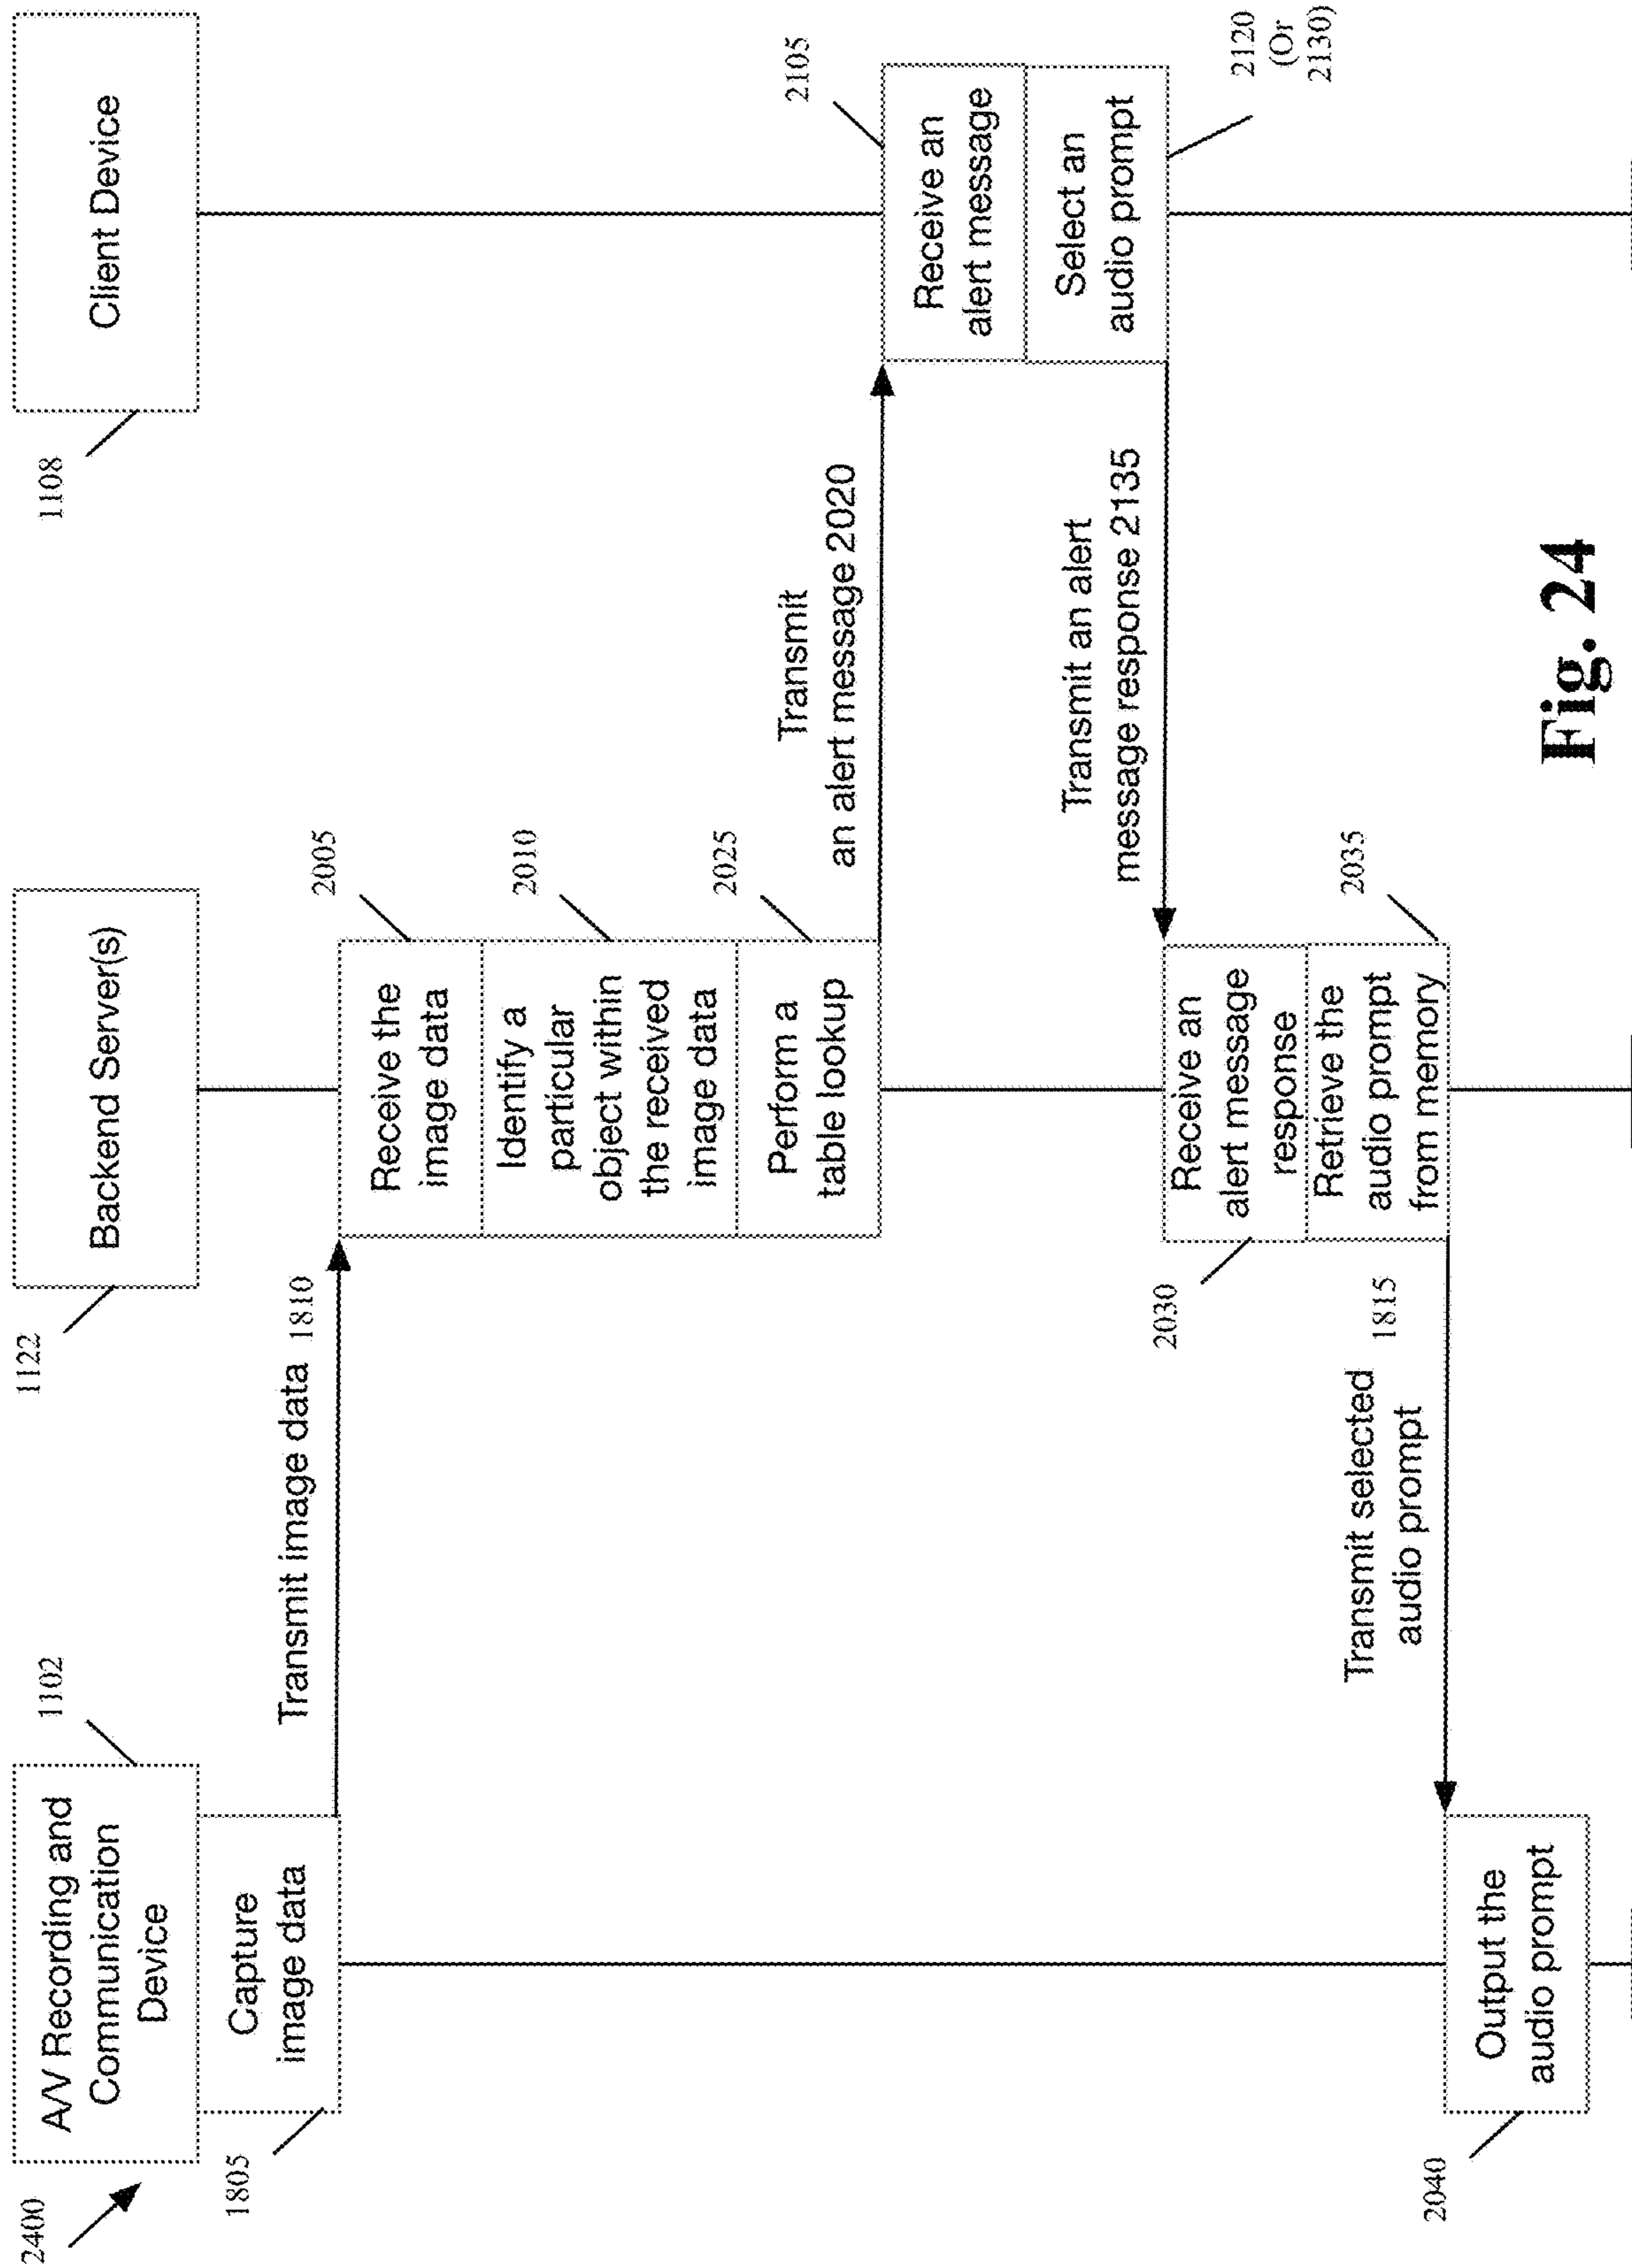 2400
A/V Recording and
Communication
Device
1102
Backend Server(s)
1122
Client Device
1108
Capture
image data
1805
Transmit image data 1810
Receive the
image data
2005
Identify a
particular
object within
the received
image data
2010
Perform a
table lookup
2025
Transmit
an alert message 2020
Receive an
alert message
2105
Select an
audio prompt
2120
(Or
2130)
Transmit an alert
message response 2135
Receive an
alert message
response
2030
Retrieve the
audio prompt
from memory
2035
1815
Transmit selected
audio prompt
Output the
audio prompt
2040
Fig. 24